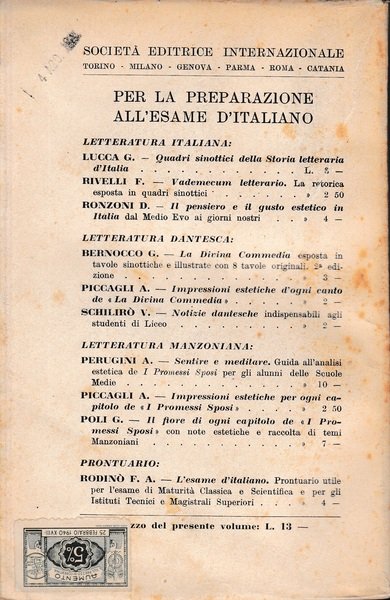 SOCIETÀ EDITRICE INTERNAZIONALE
TORINO - MILANO - GENOVA - PARMA - ROMA - CATANIA
PER LA PREPARAZIONE
ALL'ESAME D'ITALIANO
LETTERATURA ITALIANA:
LUCCA G. — Quadri sinottici della Storia letteraria
d'Italia . . . . . . . . . . . L. 8 —
RIVELLI F. — Vademecum letterario. La retorica
esposta in quadri sinottici . . . . . . » 2 50
RONZONI D. — Il pensiero e il gusto estetico in
Italia dal Medio Evo ai giorni nostri . . » 4 —
LETTERATURA DANTESCA:
BERNOCCO G. — La Divina Commedia esposta in
tavole sinottiche e illustrate con 8 tavole originali. 2ª edi-
zione . . . . . . . . . . . . » 3 —
PICCAGLI A. — Impressioni estetiche d'ogni canto
de « La Divina Commedia » . . . . . » 2 —
SCHILIRÒ V. — Notizie dantesche indispensabili agli
studenti di Liceo . . . . . . . . » 2 —
LETTERATURA MANZONIANA:
PERUGINI A. — Sentire e meditare. Guida all'analisi
estetica de I Promessi Sposi per gli alunni delle Scuole
Medie . . . . . . . . . . . . » 10 —
PICCAGLI A. — Impressioni estetiche per ogni ca-
pitolo de « I Promessi Sposi » . . . . » 2 50
POLI G. — Il fiore di ogni capitolo de « I Pro-
messi Sposi » con note estetiche e raccolta di temi
Manzoniani . . . . . . . . . . » 7 —
PRONTUARIO:
RODINÒ F. A. — L'esame d'italiano. Prontuario utile
per l'esame di Maturità Classica e Scientifica e per gli
Istituti Tecnici e Magistrali Superiori . . . » 4 —
zzo del presente volume: L. 13 —
AUMENTO
5%
25 FEBBRAIO 1940 XVIII